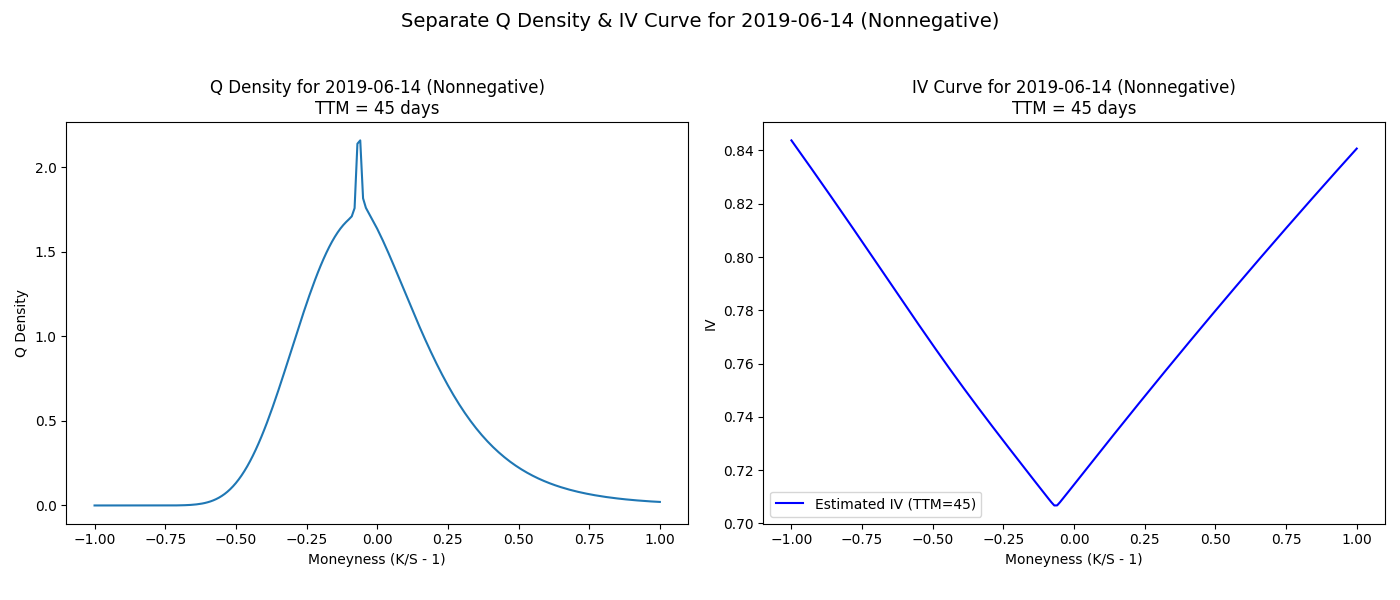 Separate Q Density & IV Curve for 2019-06-14 (Nonnegative)
Q Density for 2019-06-14 (Nonnegative)
TTM = 45 days
2.0
1.5
1.0
0.5
0.0
Q Density
−1.00 −0.75 −0.50 −0.25 0.00 0.25 0.50 0.75 1.00
Moneyness (K/S - 1)
IV Curve for 2019-06-14 (Nonnegative)
TTM = 45 days
0.84
0.82
0.80
0.78
0.76
0.74
0.72
0.70
IV
Estimated IV (TTM=45)
−1.00 −0.75 −0.50 −0.25 0.00 0.25 0.50 0.75 1.00
Moneyness (K/S - 1)